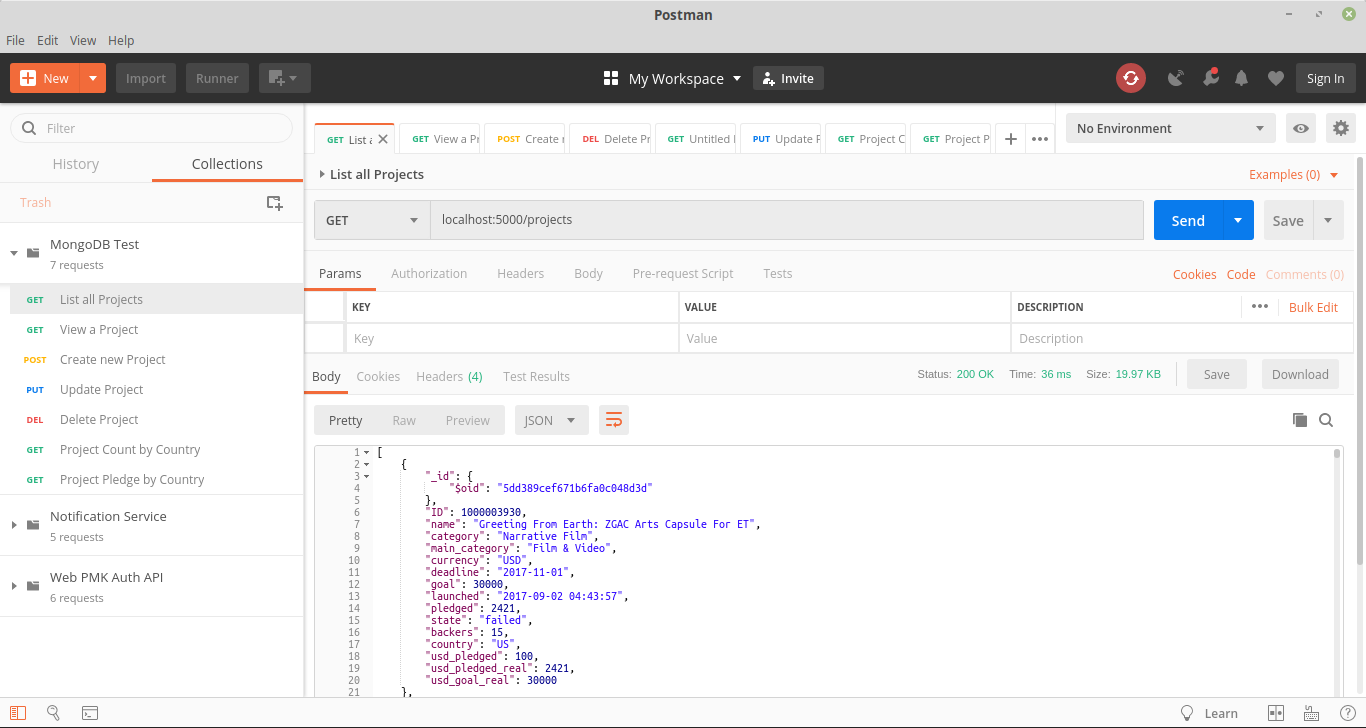 Postman
File Edit View Help
New Import Runner My Workspace Invite Sign In
Filter
History Collections
Trash
MongoDB Test
7 requests
GET List all Projects
GET View a Project
POST Create new Project
PUT Update Project
DEL Delete Project
GET Project Count by Country
GET Project Pledge by Country
Notification Service
5 requests
Web PMK Auth API
6 requests
GET List a GET View a Pr POST Create n DEL Delete Pr GET Untitled PUT Update P GET Project C GET Project P
No Environment
List all Projects Examples (0)
GET localhost:5000/projects Send Save
Params Authorization Headers Body Pre-request Script Tests Cookies Code Comments (0)
KEY VALUE DESCRIPTION Bulk Edit
Key Value Description
Body Cookies Headers (4) Test Results Status: 200 OK Time: 36 ms Size: 19.97 KB Save Download
Pretty Raw Preview JSON
1 [
2 {
3 "_id": {
4 "$oid": "5dd389cef671b6fa0c048d3d"
5 },
6 "ID": 1000003930,
7 "name": "Greeting From Earth: ZGAC Arts Capsule For ET",
8 "category": "Narrative Film",
9 "main_category": "Film & Video",
10 "currency": "USD",
11 "deadline": "2017-11-01",
12 "goal": 30000,
13 "launched": "2017-09-02 04:43:57",
14 "pledged": 2421,
15 "state": "failed",
16 "backers": 15,
17 "country": "US",
18 "usd_pledged": 100,
19 "usd_pledged_real": 2421,
20 "usd_goal_real": 30000
21 },
Learn